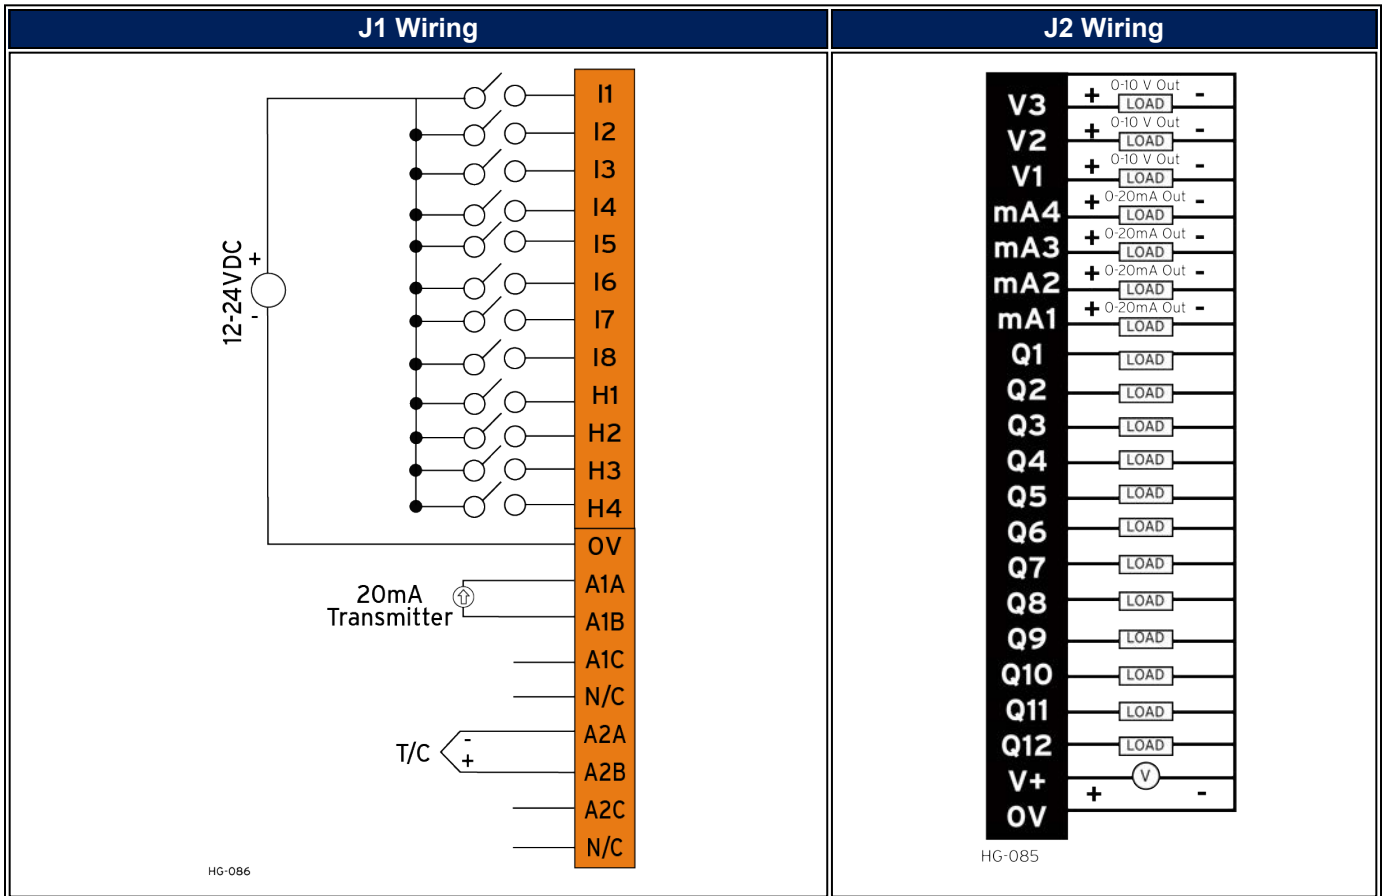 J1 Wiring
I1
I2
I3
I4
I5
I6
I7
I8
H1
H2
H3
H4
0V
A1A
A1B
A1C
N/C
A2A
A2B
A2C
N/C
12-24VDC
+
-
20mA
Transmitter
T/C
-
+
HG-086
J2 Wiring
V3 + 0-10 V Out -
LOAD
V2 + 0-10 V Out -
LOAD
V1 + 0-10 V Out -
LOAD
mA4 + 0-20mA Out -
LOAD
mA3 + 0-20mA Out -
LOAD
mA2 + 0-20mA Out -
LOAD
mA1 + 0-20mA Out -
LOAD
Q1 LOAD
Q2 LOAD
Q3 LOAD
Q4 LOAD
Q5 LOAD
Q6 LOAD
Q7 LOAD
Q8 LOAD
Q9 LOAD
Q10 LOAD
Q11 LOAD
Q12 LOAD
V+ V
+ -
0V
HG-085